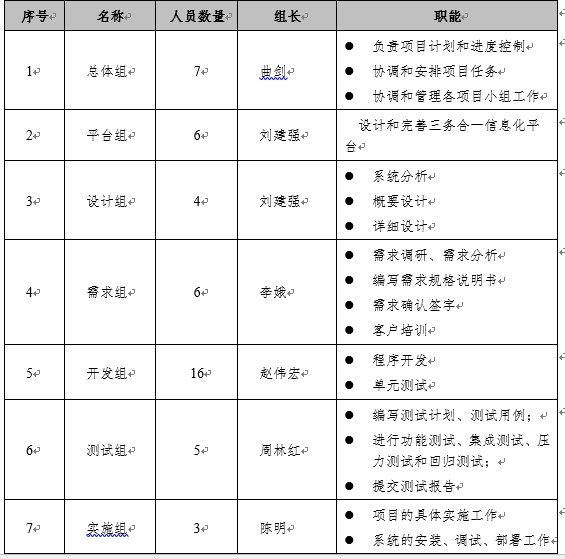 序号 名称 人员数量 组长 职能
1 总体组 7 曲剑
负责项目计划和进度控制
协调和安排项目任务
协调和管理各项目小组工作
2 平台组 6 刘建强
设计和完善三务合一信息化平
台
3 设计组 4 刘建强
系统分析
概要设计
详细设计
4 需求组 6 李娥
需求调研、需求分析
编写需求规格说明书
需求确认签字
客户培训
5 开发组 16 赵伟宏
程序开发
单元测试
6 测试组 5 周林红
编写测试计划、测试用例；
进行功能测试、集成测试、压
力测试和回归测试；
提交测试报告
7 实施组 3 陈明
项目的具体实施工作
系统的安装、调试、部署工作